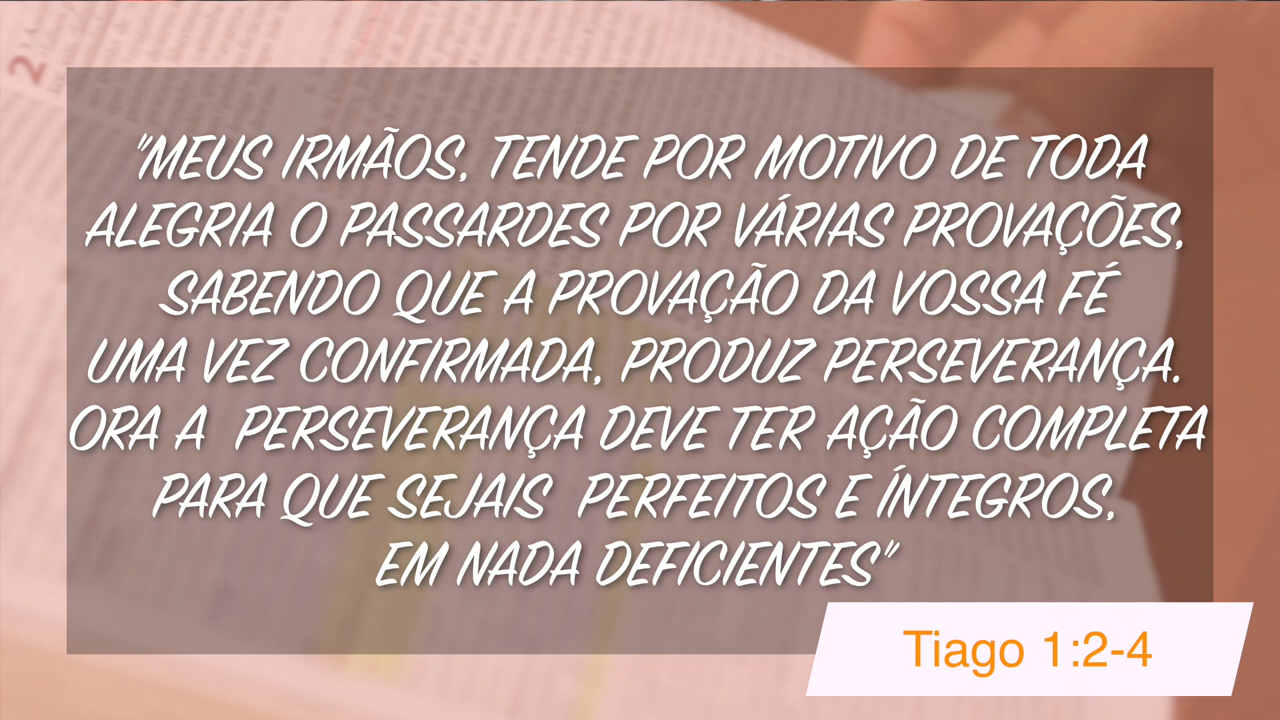 "MEUS IRMÃOS, TENDE POR MOTIVO DE TODA
ALEGRIA O PASSARDES POR VÁRIAS PROVAÇÕES,
SABENDO QUE A PROVAÇÃO DA VOSSA FÉ
UMA VEZ CONFIRMADA, PRODUZ PERSEVERANÇA.
ORA A  PERSEVERANÇA DEVE TER AÇÃO COMPLETA
PARA QUE SEJAIS  PERFEITOS E ÍNTEGROS,
EM NADA DEFICIENTES"
Tiago 1:2-4
2